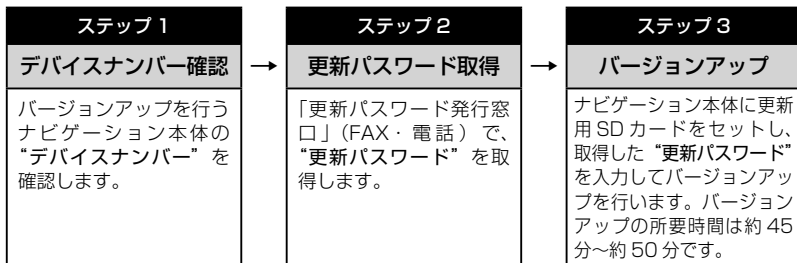 ステップ 1
デバイスナンバー確認
バージョンアップを行う
ナビゲーション本体の
“デバイスナンバー”を
確認します。
→
ステップ 2
更新パスワード取得
「更新パスワード発行窓
口」（FAX・電話）で、
“更新パスワード”を取
得します。
→
ステップ 3
バージョンアップ
ナビゲーション本体に更新
用 SD カードをセットし、
取得した“更新パスワード”
を入力してバージョンアッ
プを行います。バージョン
アップの所要時間は約 45
分〜約 50 分です。